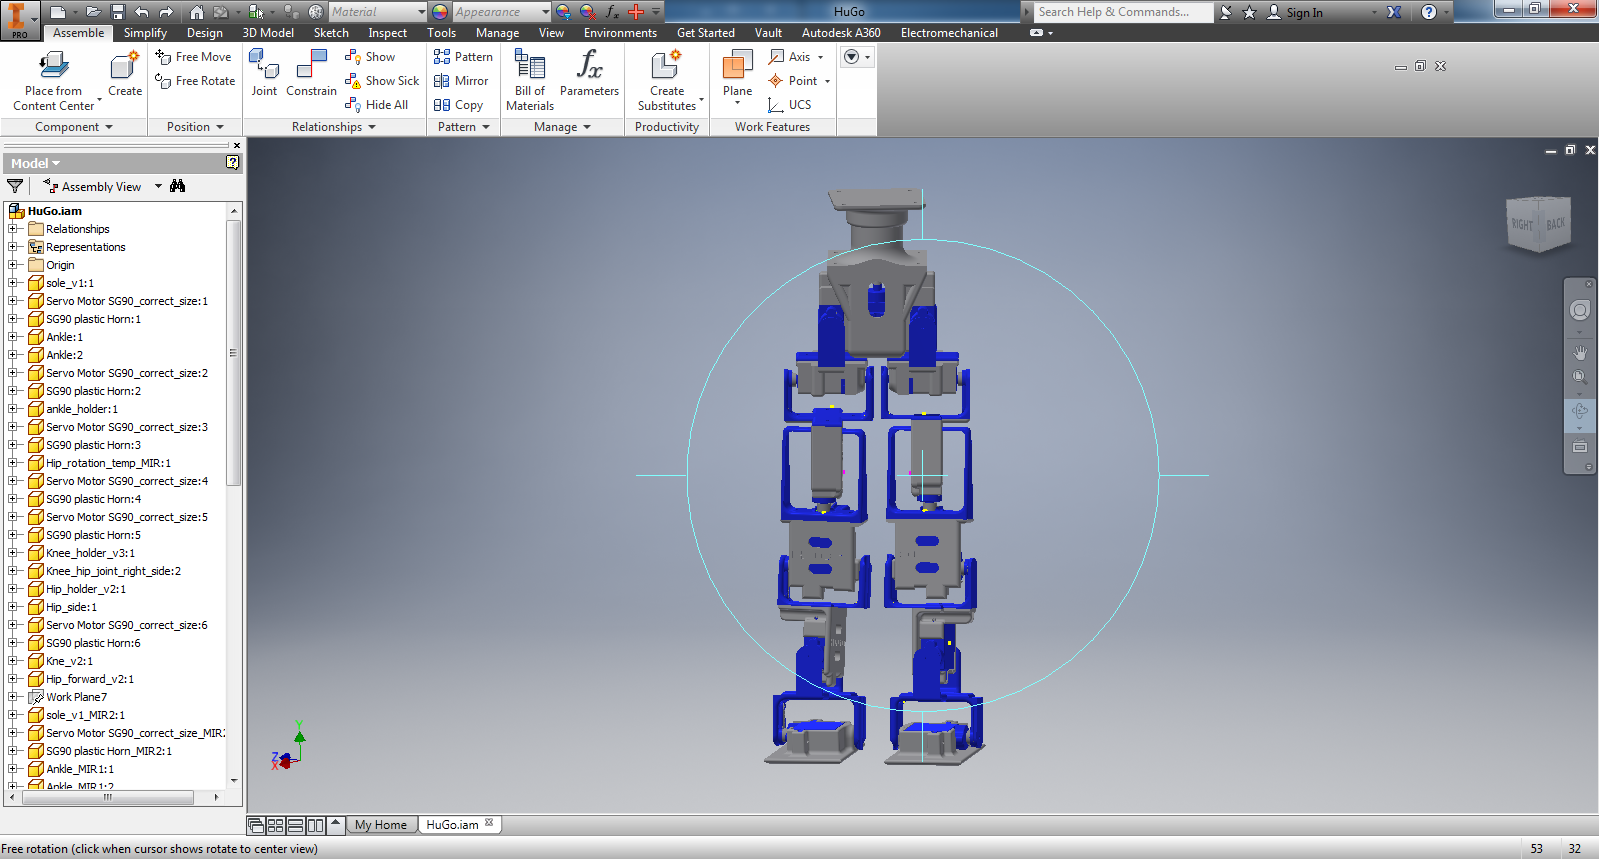 Material
Appearance
HuGo
Search Help & Commands...
Sign In
PRO
Assemble
Simplify
Design
3D Model
Sketch
Inspect
Tools
Manage
View
Environments
Get Started
Vault
Autodesk A360
Electromechanical
Place from
Content Center
Create
Component
Free Move
Free Rotate
Position
Joint
Constrain
Show
Show Sick
Hide All
Relationships
Pattern
Mirror
Copy
Pattern
Bill of
Materials
fx
Parameters
Manage
Create
Substitutes
Productivity
Plane
Axis
Point
UCS
Work Features
Model
Assembly View
HuGo.iam
Relationships
Representations
Origin
sole_v1:1
Servo Motor SG90_correct_size:1
SG90 plastic Horn:1
Ankle:1
Ankle:2
Servo Motor SG90_correct_size:2
SG90 plastic Horn:2
ankle_holder:1
Servo Motor SG90_correct_size:3
SG90 plastic Horn:3
Hip_rotation_temp_MIR:1
Servo Motor SG90_correct_size:4
SG90 plastic Horn:4
Servo Motor SG90_correct_size:5
SG90 plastic Horn:5
Knee_holder_v3:1
Knee_hip_joint_right_side:2
Hip_holder_v2:1
Hip_side:1
Servo Motor SG90_correct_size:6
SG90 plastic Horn:6
Kne_v2:1
Hip_forward_v2:1
Work Plane7
sole_v1_MIR2:1
Servo Motor SG90_correct_size_MIR2
SG90 plastic Horn_MIR2:1
Ankle_MIR1:1
Ankle_MIR1:2
RIGHT
BACK
Y
Z
X
My Home
HuGo.iam
Free rotation (click when cursor shows rotate to center view)
53
32